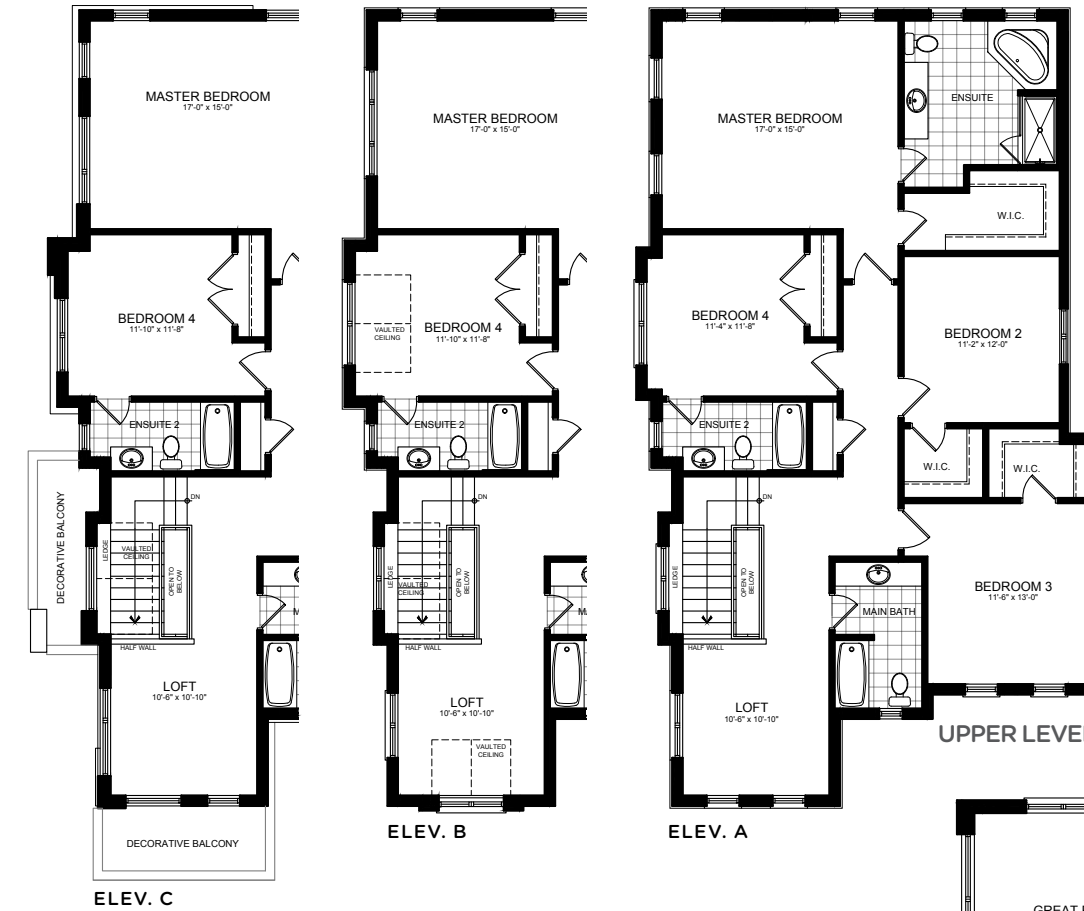 MASTER BEDROOM
17'-0" x 15'-0"
BEDROOM 4
11'-10" x 11'-8"
ENSUITE 2
DN
DECORATIVE BALCONY
LEDGE
VAULTED
CEILING
OPEN TO
BELOW
HALF WALL
LOFT
10'-6" x 10'-10"
DECORATIVE BALCONY
ELEV. C
MASTER BEDROOM
17'-0" x 15'-0"
VAULTED
CEILING
BEDROOM 4
11'-10" x 11'-8"
ENSUITE 2
DN
LEDGE
VAULTED
CEILING
OPEN TO
BELOW
HALF WALL
LOFT
10'-6" x 10'-10"
VAULTED
CEILING
ELEV. B
MASTER BEDROOM
17'-0" x 15'-0"
ENSUITE
W.I.C.
BEDROOM 4
11'-4" x 11'-8"
BEDROOM 2
11'-2" x 12'-0"
ENSUITE 2
W.I.C.
W.I.C.
DN
LEDGE
OPEN TO
BELOW
HALF WALL
BEDROOM 3
11'-6" x 13'-0"
MAIN BATH
LOFT
10'-6" x 10'-10"
ELEV. A
UPPER LEVE
GREAT